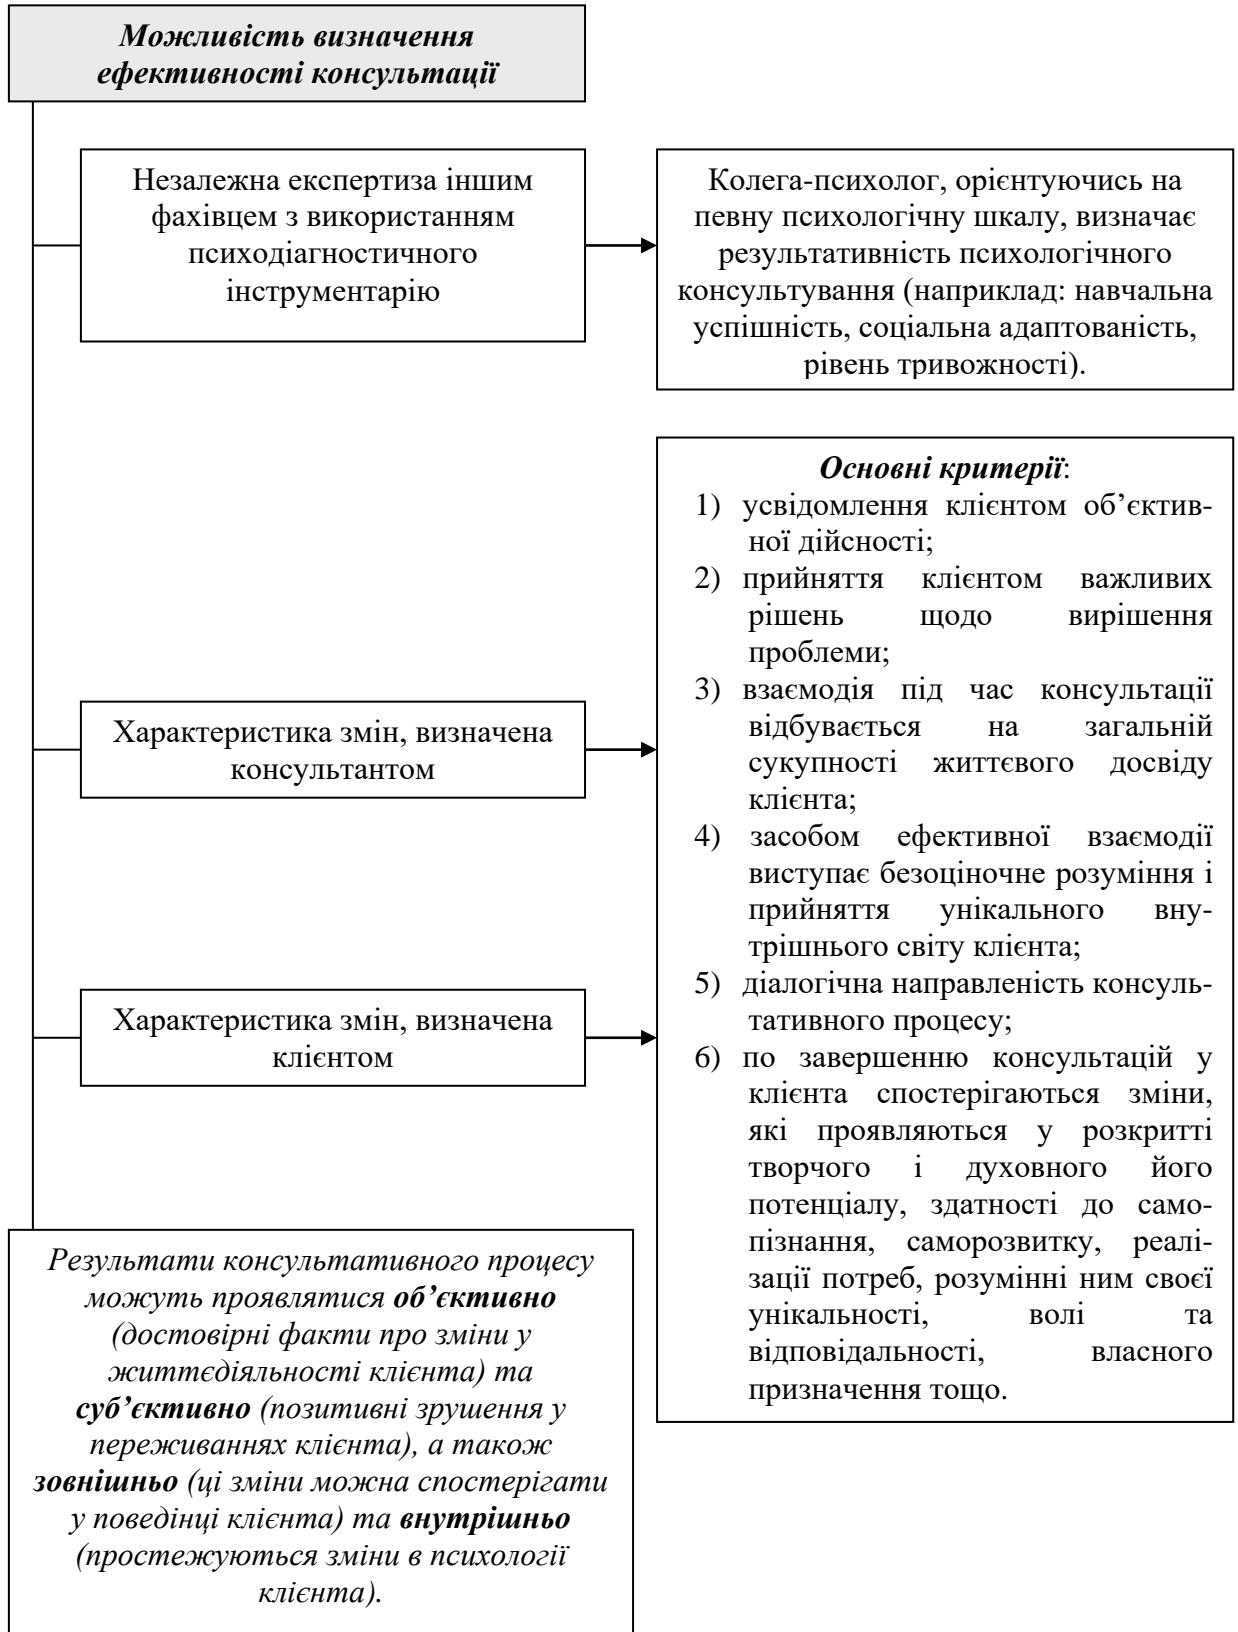 Можливість визначення
ефективності консультації
Незалежна експертиза іншим
фахівцем з використанням
психодіагностичного
інструментарію
Колега-психолог, орієнтуючись на
певну психологічну шкалу, визначає
результативність психологічного
консультування (наприклад: навчальна
успішність, соціальна адаптованість,
рівень тривожності).
Характеристика змін, визначена
консультантом
Характеристика змін, визначена
клієнтом
Основні критерії:
1) усвідомлення клієнтом об’єктив-
ної дійсності;
2) прийняття клієнтом важливих
рішень щодо вирішення
проблеми;
3) взаємодія під час консультації
відбувається на загальній
сукупності життєвого досвіду
клієнта;
4) засобом ефективної взаємодії
виступає безоціночне розуміння і
прийняття унікального вну-
трішнього світу клієнта;
5) діалогічна направленість консуль-
тативного процесу;
6) по завершенню консультацій у
клієнта спостерігаються зміни,
які проявляються у розкритті
творчого і духовного його
потенціалу, здатності до само-
пізнання, саморозвитку, реалі-
зації потреб, розумінні ним своєї
унікальності, волі та
відповідальності, власного
призначення тощо.
Результати консультативного процесу
можуть проявлятися об’єктивно
(достовірні факти про зміни у
життєдіяльності клієнта) та
суб’єктивно (позитивні зрушення у
переживаннях клієнта), а також
зовнішньо (ці зміни можна спостерігати
у поведінці клієнта) та внутрішньо
(простежуються зміни в психології
клієнта).